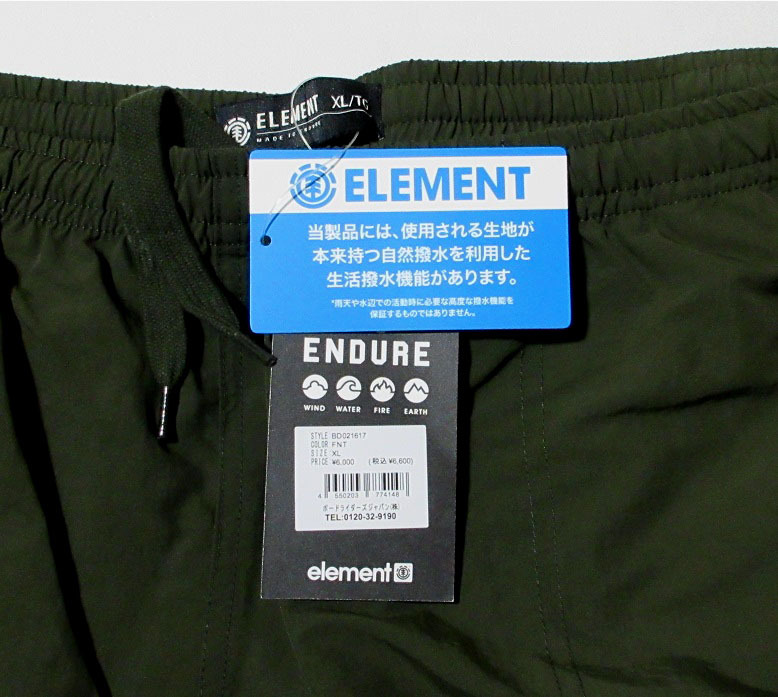 ELEMENT XL/TG
ELEMENT
当製品には、使用される生地が
本来持つ自然撥水を利用した
生活撥水機能があります。
*雨天や水辺での活動時に必要な高度な撥水機能を
保証するものではありません。
ENDURE
WIND WATER FIRE EARTH
STYLE BD021617
COLOR FNT
SIZE XL
PRICE ¥6,000 (税込¥6,600)
4 550203 774148
ボードライダーズジャパン(株)
TEL:0120-32-9190
element